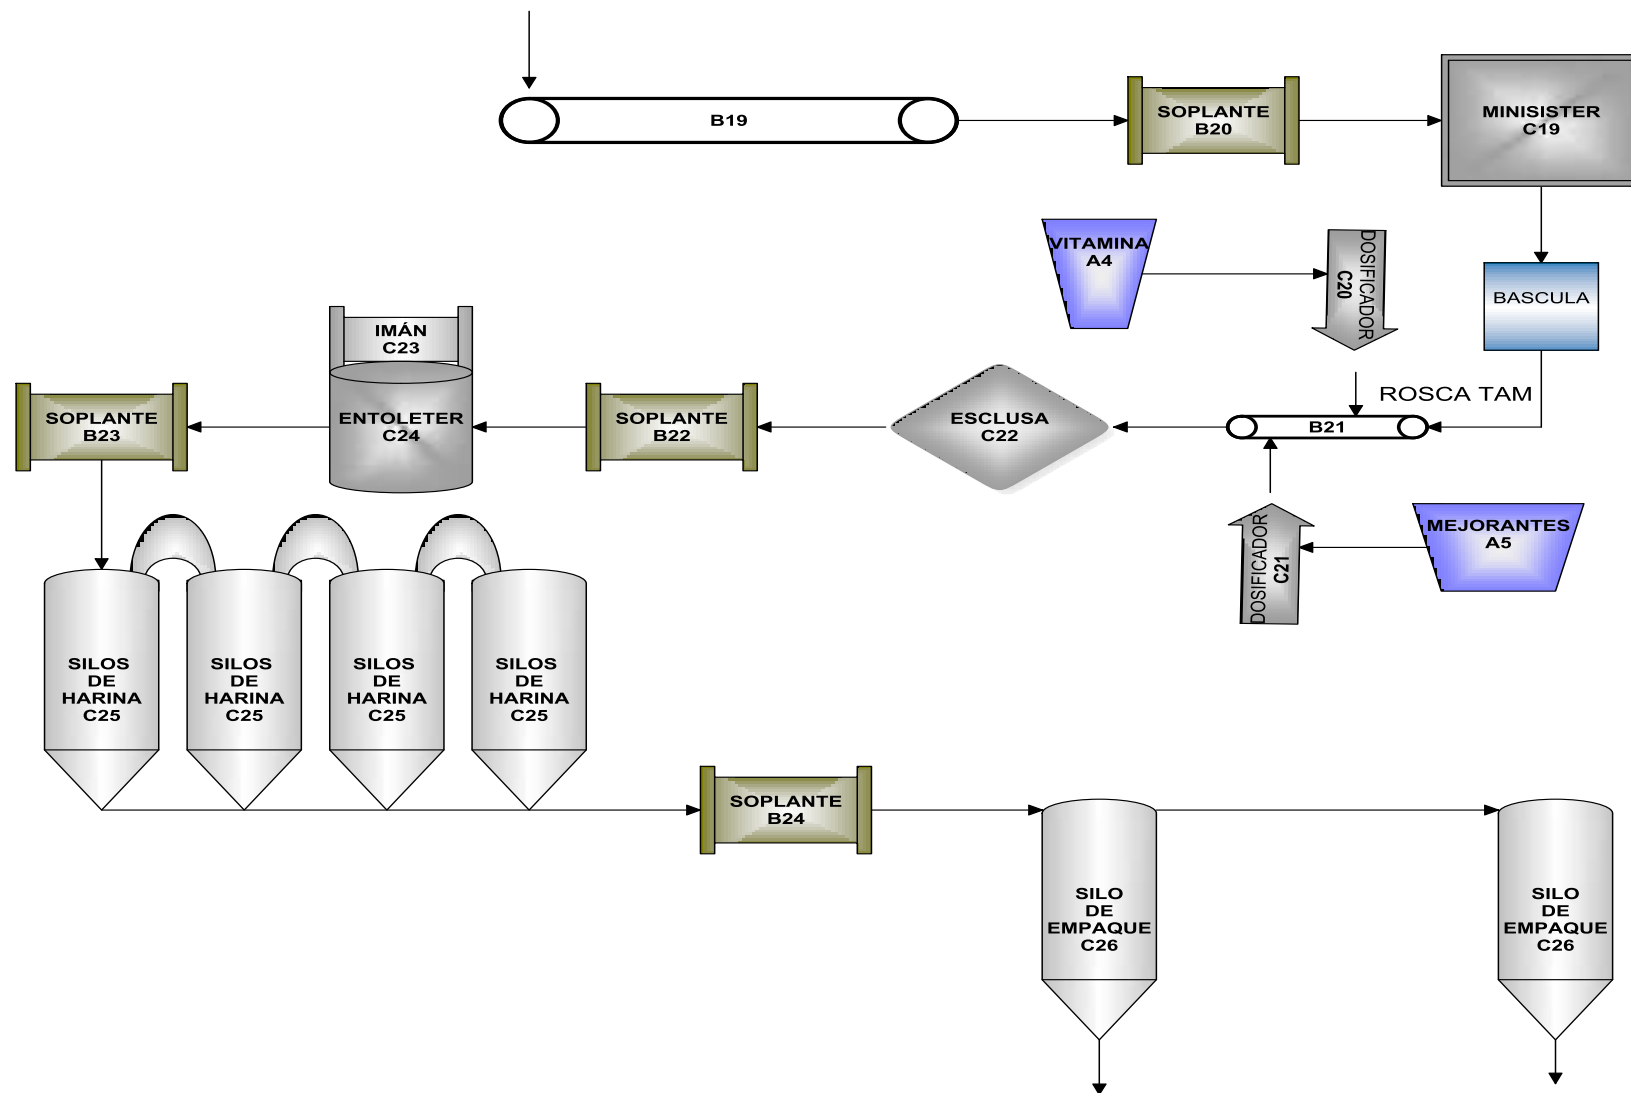 B19
SOPLANTE
B20
MINISISTER
C19
VITAMINA
A4
DOSIFICADOR
C20
BASCULA
ROSCA TAM
IMÁN
C23
ENTOLETER
C24
SOPLANTE
B23
SOPLANTE
B22
ESCLUSA
C22
B21
DOSIFICADOR
C21
MEJORANTES
A5
SILOS
DE
HARINA
C25
SILOS
DE
HARINA
C25
SILOS
DE
HARINA
C25
SILOS
DE
HARINA
C25
SOPLANTE
B24
SILO
DE
EMPAQUE
C26
SILO
DE
EMPAQUE
C26